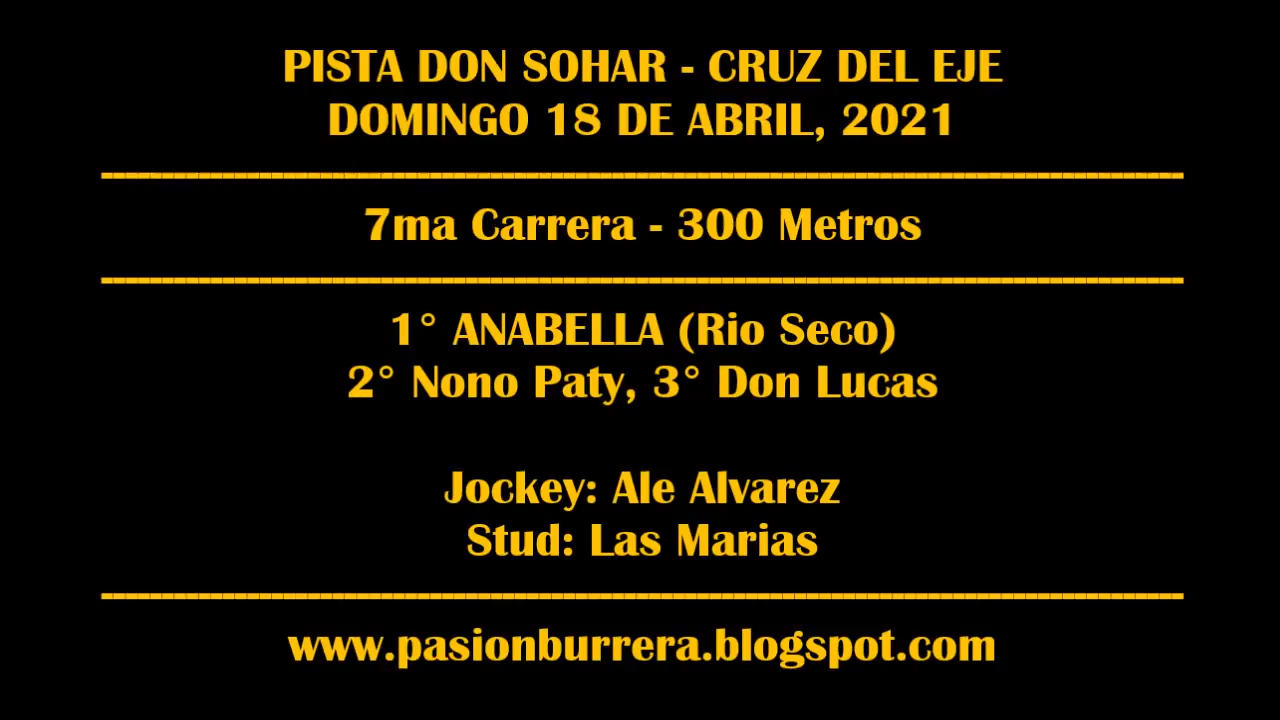 PISTA DON SOHAR - CRUZ DEL EJE
DOMINGO 18 DE ABRIL, 2021
7ma Carrera - 300 Metros
1° ANABELLA (Rio Seco)
2° Nono Paty, 3° Don Lucas
Jockey: Ale Alvarez
Stud: Las Marias
www.pasionburrera.blogspot.com